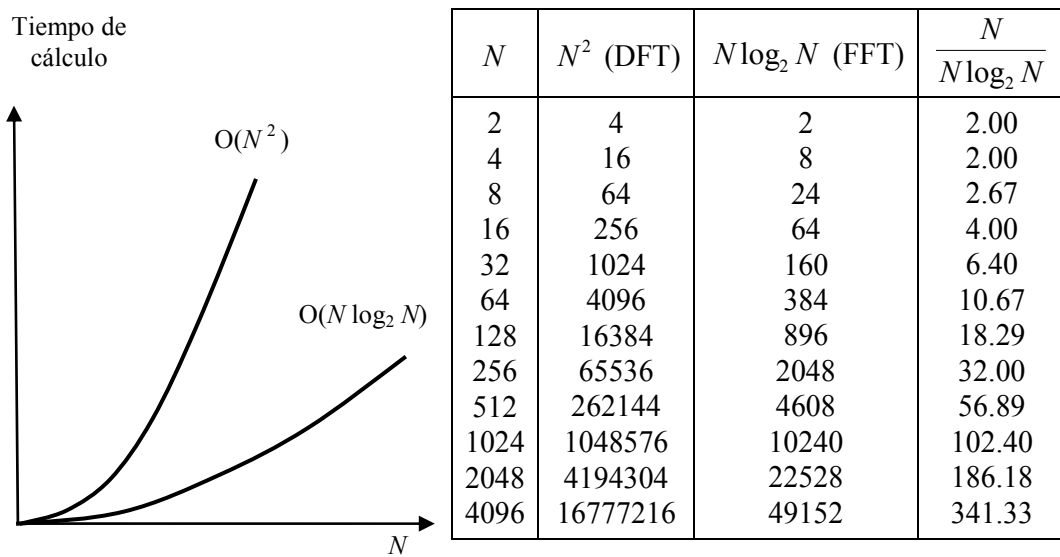 Tiempo de
cálculo
O(N²)
O(N log₂ N)
N
N N² (DFT) N log₂ N (FFT) N / N log₂ N
2 4 2 2.00
4 16 8 2.00
8 64 24 2.67
16 256 64 4.00
32 1024 160 6.40
64 4096 384 10.67
128 16384 896 18.29
256 65536 2048 32.00
512 262144 4608 56.89
1024 1048576 10240 102.40
2048 4194304 22528 186.18
4096 16777216 49152 341.33